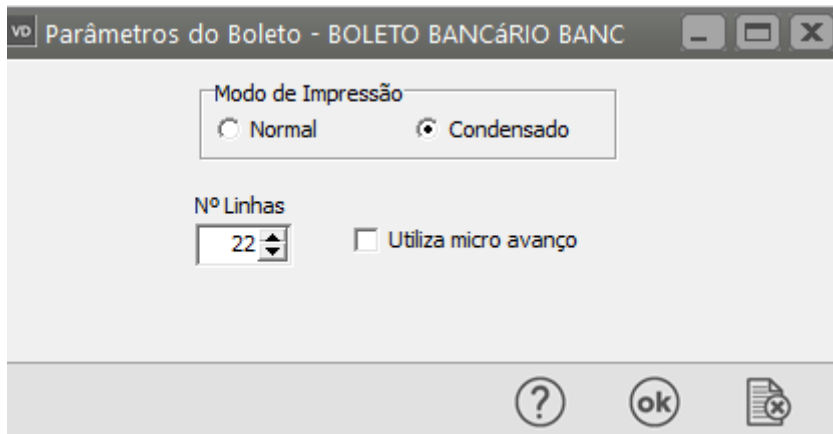 VD Parâmetros do Boleto - BOLETO BANCáRIO BANC
Modo de Impressão
Normal Condensado
Nº Linhas
22 Utiliza micro avanço
? ok